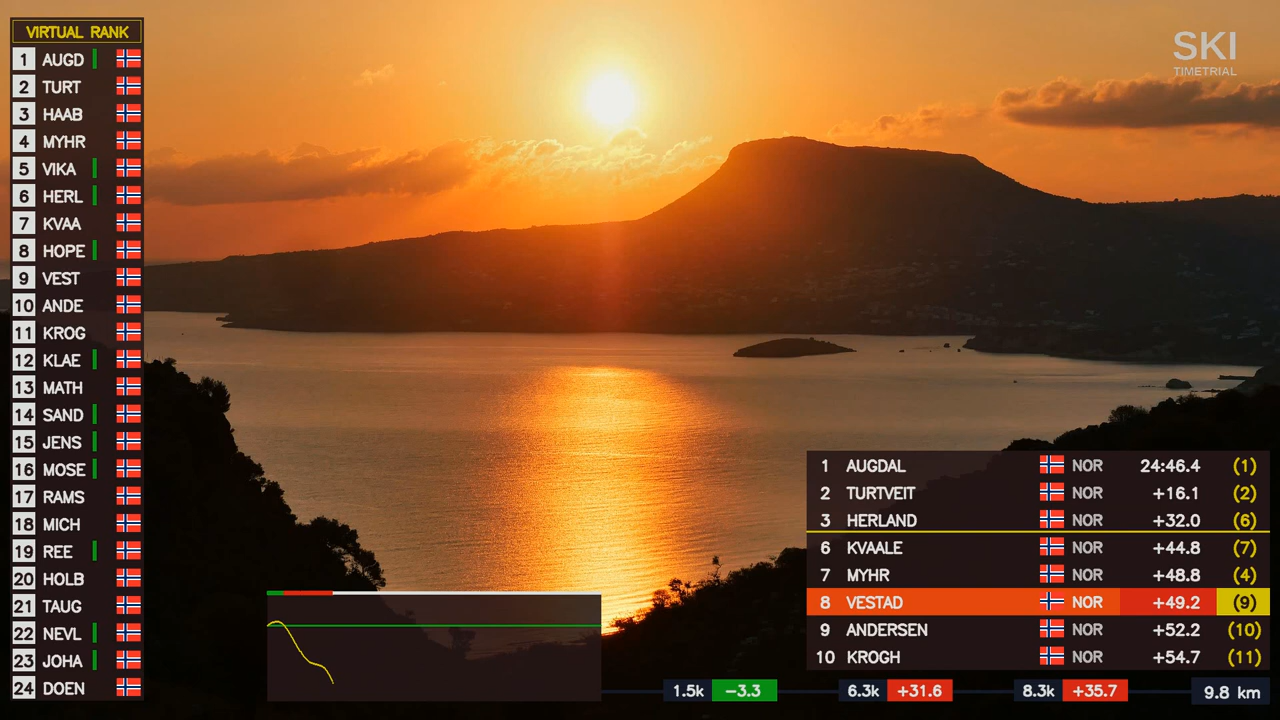 VIRTUAL RANK
1 AUGD
2 TURT
3 HAAB
4 MYHR
5 VIKA
6 HERL
7 KVAA
8 HOPE
9 VEST
10 ANDE
11 KROG
12 KLAE
13 MATH
14 SAND
15 JENS
16 MOSE
17 RAMS
18 MICH
19 REE
20 HOLB
21 TAUG
22 NEVL
23 JOHA
24 DOEN
SKI
TIMETRIAL
1 AUGDAL NOR 24:46.4 (1)
2 TURTVEIT NOR +16.1 (2)
3 HERLAND NOR +32.0 (6)
6 KVAALE NOR +44.8 (7)
7 MYHR NOR +48.8 (4)
8 VESTAD NOR +49.2 (9)
9 ANDERSEN NOR +52.2 (10)
10 KROGH NOR +54.7 (11)
1.5k −3.3 6.3k +31.6 8.3k +35.7 9.8 km